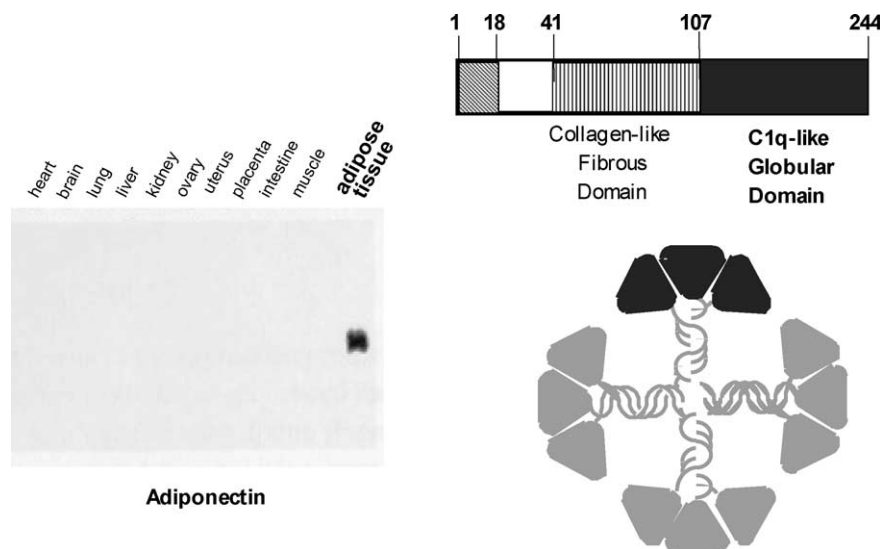 heart
brain
lung
liver
kidney
ovary
uterus
placenta
intestine
muscle
adipose
tissue
Adiponectin
1 18 41 107 244
Collagen-like
Fibrous
Domain
C1q-like
Globular
Domain